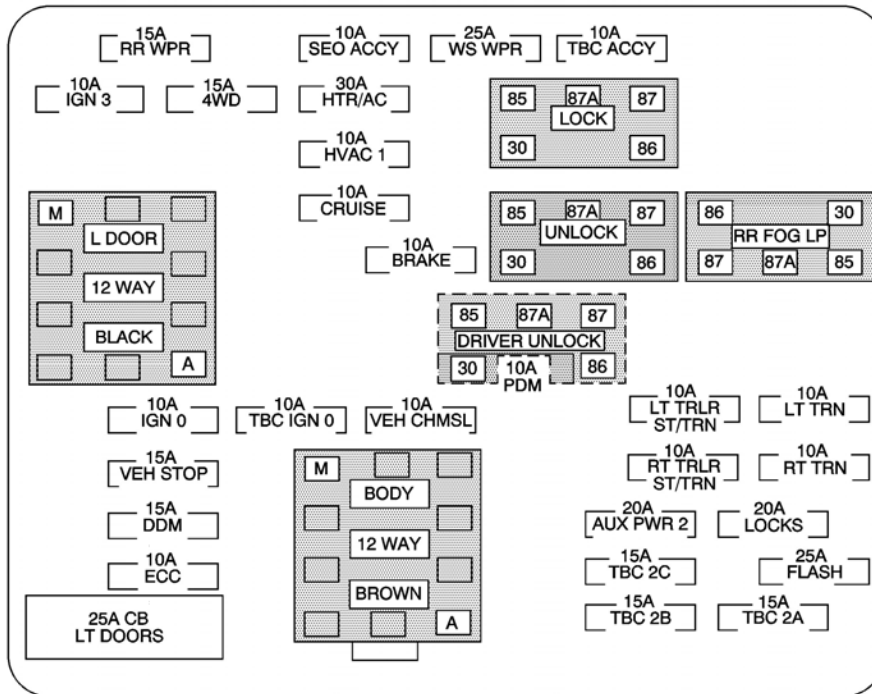 15A
RR WPR
10A
SEO ACCY
25A
WS WPR
10A
TBC ACCY
10A
IGN 3
15A
4WD
30A
HTR/AC
85 87A 87
LOCK
30 86
10A
HVAC 1
10A
CRUISE
M
L DOOR
12 WAY
BLACK
A
85 87A 87
UNLOCK
30 86
86 30
RR FOG LP
87 87A 85
10A
BRAKE
85 87A 87
DRIVER UNLOCK
30 86
10A
PDM
10A
IGN 0
10A
TBC IGN 0
10A
VEH CHMSL
10A
LT TRLR
ST/TRN
10A
LT TRN
15A
VEH STOP
M
BODY
12 WAY
BROWN
A
10A
RT TRLR
ST/TRN
10A
RT TRN
15A
DDM
20A
AUX PWR 2
20A
LOCKS
10A
ECC
15A
TBC 2C
25A
FLASH
25A CB
LT DOORS
15A
TBC 2B
15A
TBC 2A